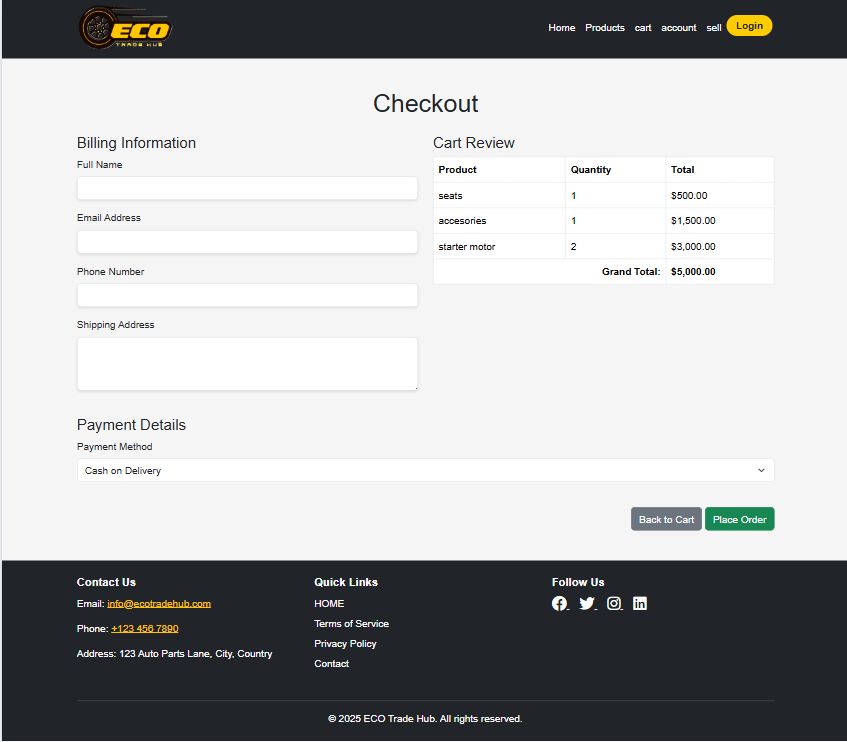 ECO
TRADE HUB
Home Products cart account sell Login
Checkout
Billing Information
Full Name
Email Address
Phone Number
Shipping Address
Cart Review
Product Quantity Total
seats 1 $500.00
accesories 1 $1,500.00
starter motor 2 $3,000.00
Grand Total: $5,000.00
Payment Details
Payment Method
Cash on Delivery
Back to Cart Place Order
Contact Us
Email: info@ecotradehub.com
Phone: +123 456 7890
Address: 123 Auto Parts Lane, City, Country
Quick Links
HOME
Terms of Service
Privacy Policy
Contact
Follow Us
© 2025 ECO Trade Hub. All rights reserved.